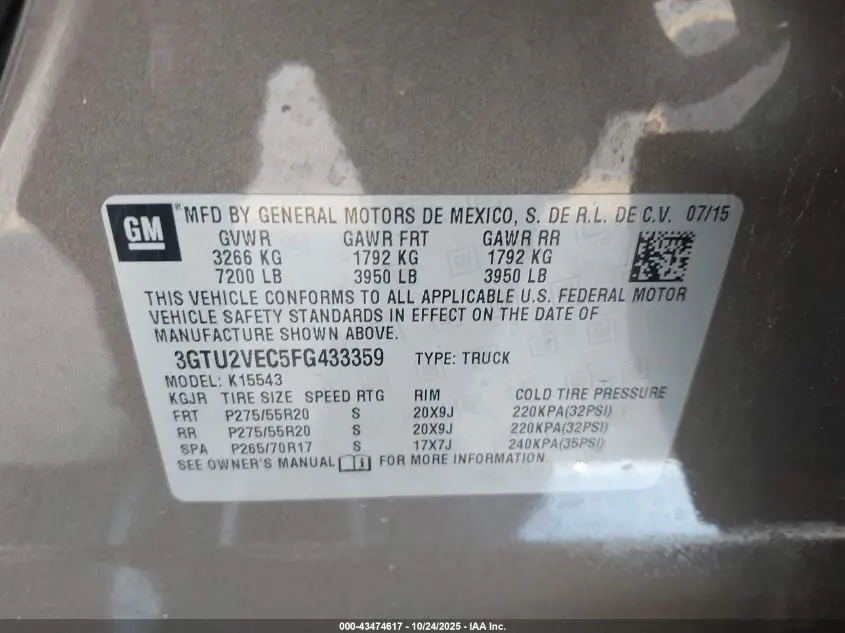 GM ® MFD BY GENERAL MOTORS DE MEXICO, S. DE R.L. DE C.V. 07/15
GVWR GAWR FRT GAWR RR
3266 KG 1792 KG 1792 KG
7200 LB 3950 LB 3950 LB
THIS VEHICLE CONFORMS TO ALL APPLICABLE U.S. FEDERAL MOTOR
VEHICLE SAFETY STANDARDS IN EFFECT ON THE DATE OF
MANUFACTURE SHOWN ABOVE.
3GTU2VEC5FG433359 TYPE: TRUCK
MODEL: K15543
KGJR TIRE SIZE SPEED RTG RIM COLD TIRE PRESSURE
FRT P275/55R20 S 20X9J 220KPA(32PSI)
RR P275/55R20 S 20X9J 220KPA(32PSI)
SPA P265/70R17 S 17X7J 240KPA(35PSI)
SEE OWNER'S MANUAL FOR MORE INFORMATION.
000-43474617 - 10/24/2025 - IAA Inc.